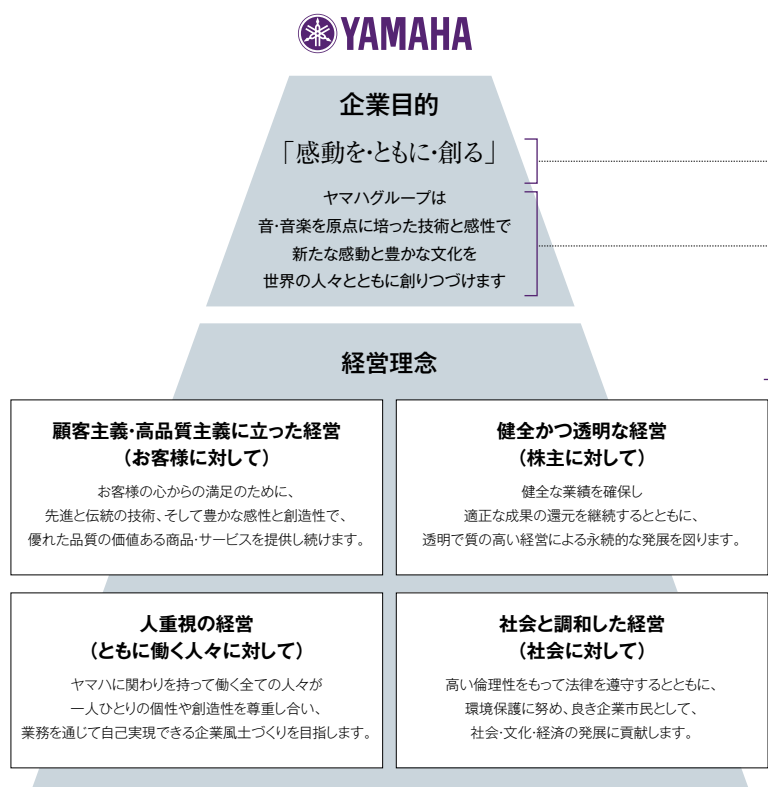 YAMAHA
企業目的
「感動を・ともに・創る」
ヤマハグループは
音・音楽を原点に培った技術と感性で
新たな感動と豊かな文化を
世界の人々とともに創りつづけます
経営理念
顧客主義・高品質主義に立った経営
（お客様に対して）
お客様の心からの満足のために、
先進と伝統の技術、そして豊かな感性と創造性で、
優れた品質の価値ある商品・サービスを提供し続けます。
健全かつ透明な経営
（株主に対して）
健全な業績を確保し
適正な成果の還元を継続するとともに、
透明で質の高い経営による永続的な発展を図ります。
人重視の経営
（ともに働く人々に対して）
ヤマハに関わりを持って働く全ての人々が
一人ひとりの個性や創造性を尊重し合い、
業務を通じて自己実現できる企業風土づくりを目指します。
社会と調和した経営
（社会に対して）
高い倫理性をもって法律を遵守するとともに、
環境保護に努め、良き企業市民として、
社会・文化・経済の発展に貢献します。